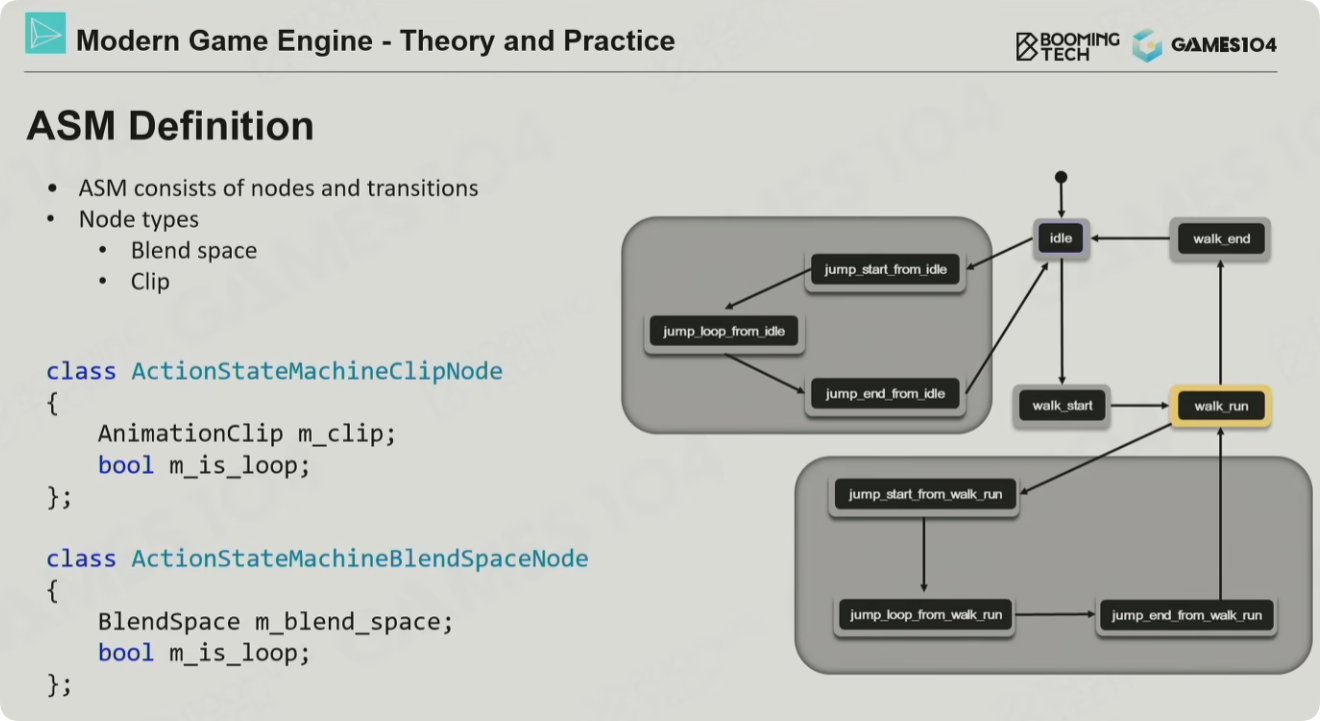 Modern Game Engine - Theory and Practice
BOOMING
TECH
GAMES104
ASM Definition
• ASM consists of nodes and transitions
• Node types
• Blend space
• Clip
class ActionStateMachineClipNode
{
AnimationClip m_clip;
bool m_is_loop;
};
class ActionStateMachineBlendSpaceNode
{
BlendSpace m_blend_space;
bool m_is_loop;
};
idle
walk_end
jump_start_from_idle
jump_loop_from_idle
jump_end_from_idle
walk_start
walk_run
jump_start_from_walk_run
jump_loop_from_walk_run
jump_end_from_walk_run
GAMES 104